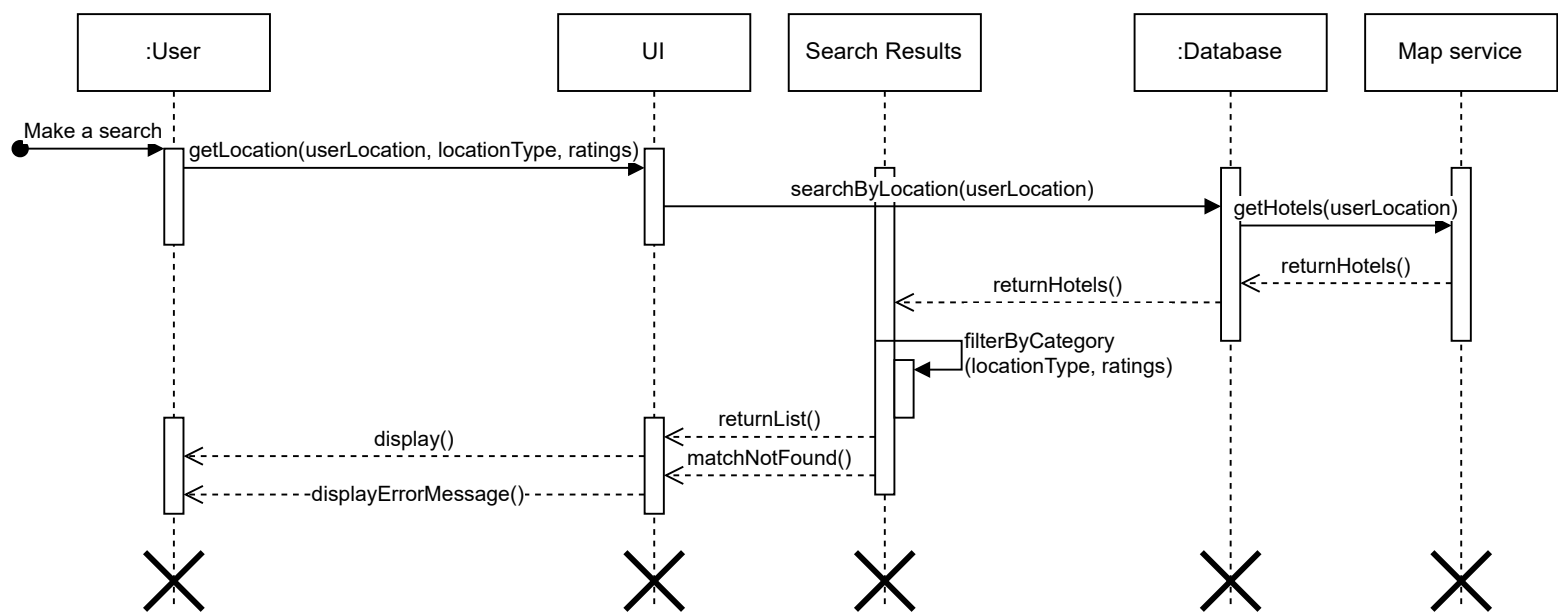 :User
UI
Search Results
:Database
Map service
Make a search
getLocation(userLocation, locationType, ratings)
searchByLocation(userLocation)
getHotels(userLocation)
returnHotels()
returnHotels()
filterByCategory
(locationType, ratings)
returnList()
display()
matchNotFound()
displayErrorMessage()